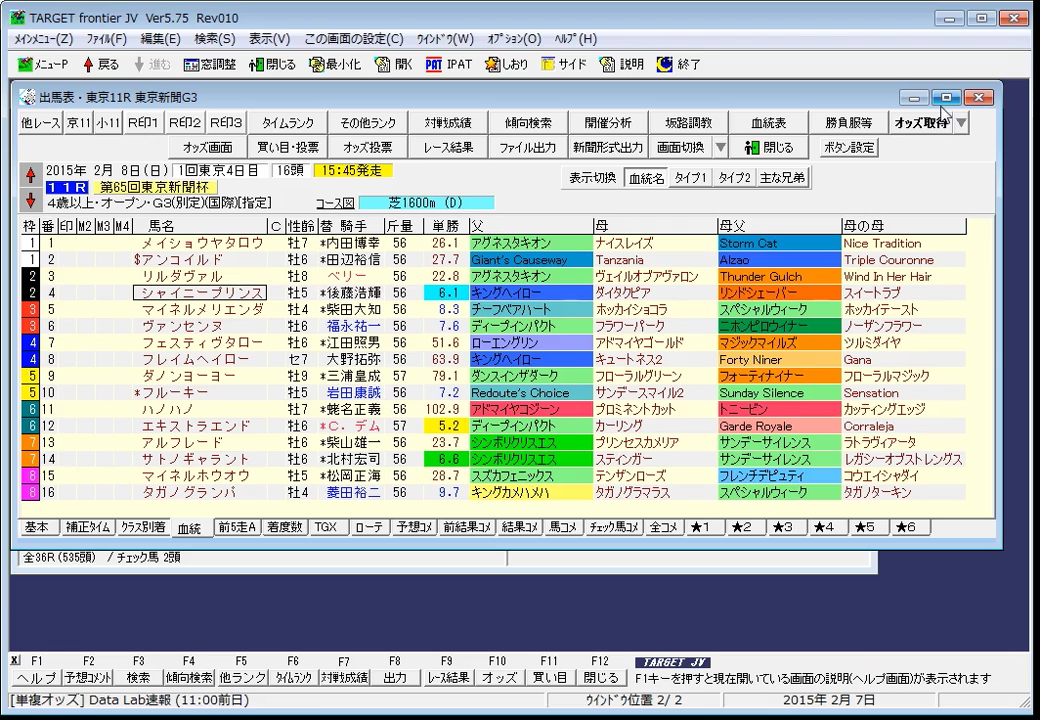 TARGET frontier JV Ver5.75 Rev010
ﾒｲﾝﾒﾆｭｰ(Z) ﾌｧｲﾙ(F) 編集(E) 検索(S) 表示(V) この画面の設定(C) ｳｲﾝﾄﾞｳ(W) ｵﾌﾟｼｮﾝ(O) ﾍﾙﾌﾟ(H)
メニューP 戻る 進む 窓調整 閉じる 最小化 開く PAT IPAT しおり サイド 説明 終了
出馬表・東京11R 東京新聞G3
他レース 京11 小11 R印1 R印2 R印3 タイムランク その他ランク 対戦成績 傾向検索 開催分析 坂路調教 血統表 勝負服等 オッズ取得
オッズ画面 買い目・投票 オッズ投票 レース結果 ファイル出力 新聞形式出力 画面切換 閉じる ボタン設定
2015年 2月 8日(日) 1回東京4日目 16頭 15:45発走
11R 第65回東京新聞杯
表示切換 血統名 タイプ1 タイプ2 主な兄弟
4歳以上・オープン・G3(別定)(国際)[指定] コース図 芝1600m (D)
枠 番 印 M2 M3 M4 馬名 C 性齢 替 騎手 斤量 単勝 父 母 母父 母の母
1 1 メイショウヤタロウ 牡7 *内田博幸 56 26.1 アグネスタキオン ナイスレイズ Storm Cat Nice Tradition
1 2 $アンコイルド 牡6 *田辺裕信 56 27.7 Giant's Causeway Tanzania Alzao Triple Couronne
2 3 リルダヴァル 牡8 ベリー 56 22.8 アグネスタキオン ヴェイルオブアヴァロン Thunder Gulch Wind In Her Hair
2 4 シャイニープリンス 牡5 *後藤浩輝 56 6.1 キングヘイロー ダイタクピア リンドシェーバー スイートラブ
3 5 マイネルメリエンダ 牡4 *柴田大知 56 8.3 チーフベアハート ホッカイショコラ スペシャルウィーク ホッカイテースト
3 6 ヴァンセンヌ 牡6 福永祐一 56 7.6 ディープインパクト フラワーパーク ニホンピロウイナー ノーザンフラワー
4 7 フェスティヴタロー 牡6 *江田照男 56 51.6 ローエングリン アドマイヤゴールド マジックマイルズ ツルミダイヤ
4 8 フレイムヘイロー セ7 大野拓弥 56 63.9 キングヘイロー キュートネス2 Forty Niner Gana
5 9 ダノンヨーヨー 牡9 *三浦皇成 57 79.1 ダンスインザダーク フローラルグリーン フォーティナイナー フローラルマジック
5 10 *フルーキー 牡5 岩田康誠 56 7.2 Redoute's Choice サンデースマイル2 Sunday Silence Sensation
6 11 ハノハノ 牡7 *蛯名正義 56 102.9 アドマイヤコジーン プロミネントカット トニービン カッティングエッジ
6 12 エキストラエンド 牡6 *C.デム 57 5.2 ディープインパクト カーリング Garde Royale Corraleja
7 13 アルフレード 牡6 *柴山雄一 56 23.7 シンボリクリスエス プリンセスカメリア サンデーサイレンス ラトラヴィアータ
7 14 サトノギャラント 牡6 *北村宏司 56 6.6 シンボリクリスエス スティンガー サンデーサイレンス レガシーオブストレングス
8 15 マイネルホウオウ 牡5 *松岡正海 56 28.7 スズカフェニックス テンザンローズ フレンチデピュティ コウエイシャダイ
8 16 タガノグランパ 牡4 菱田裕二 56 9.7 キングカメハメハ タガノグラマラス スペシャルウィーク タガノターキン
基本 補正タイム クラス別着 血統 前5走A 着度数 TGX ローテ 予想コメ 前結果コメ 結果コメ 馬コメ チェック馬コメ 全コメ ★1 ★2 ★3 ★4 ★5 ★6
全36R (535頭) / チェック馬 2頭
X F1 F2 F3 F4 F5 F6 F7 F8 F9 F10 F11 F12 TARGET JV
ヘルプ 予想コメント 検索 傾向検索 他ランク ﾀｲﾑﾗﾝｸ 対戦成績 出力 ﾚｰｽ結果 オッズ 買い目 閉じる F1キーを押すと現在開いている画面の説明(ヘルプ画面)が表示されます
[単複オッズ] Data Lab速報 (11:00前日) ｳｲﾝﾄﾞｳ位置 2/ 2 2015年 2月 7日